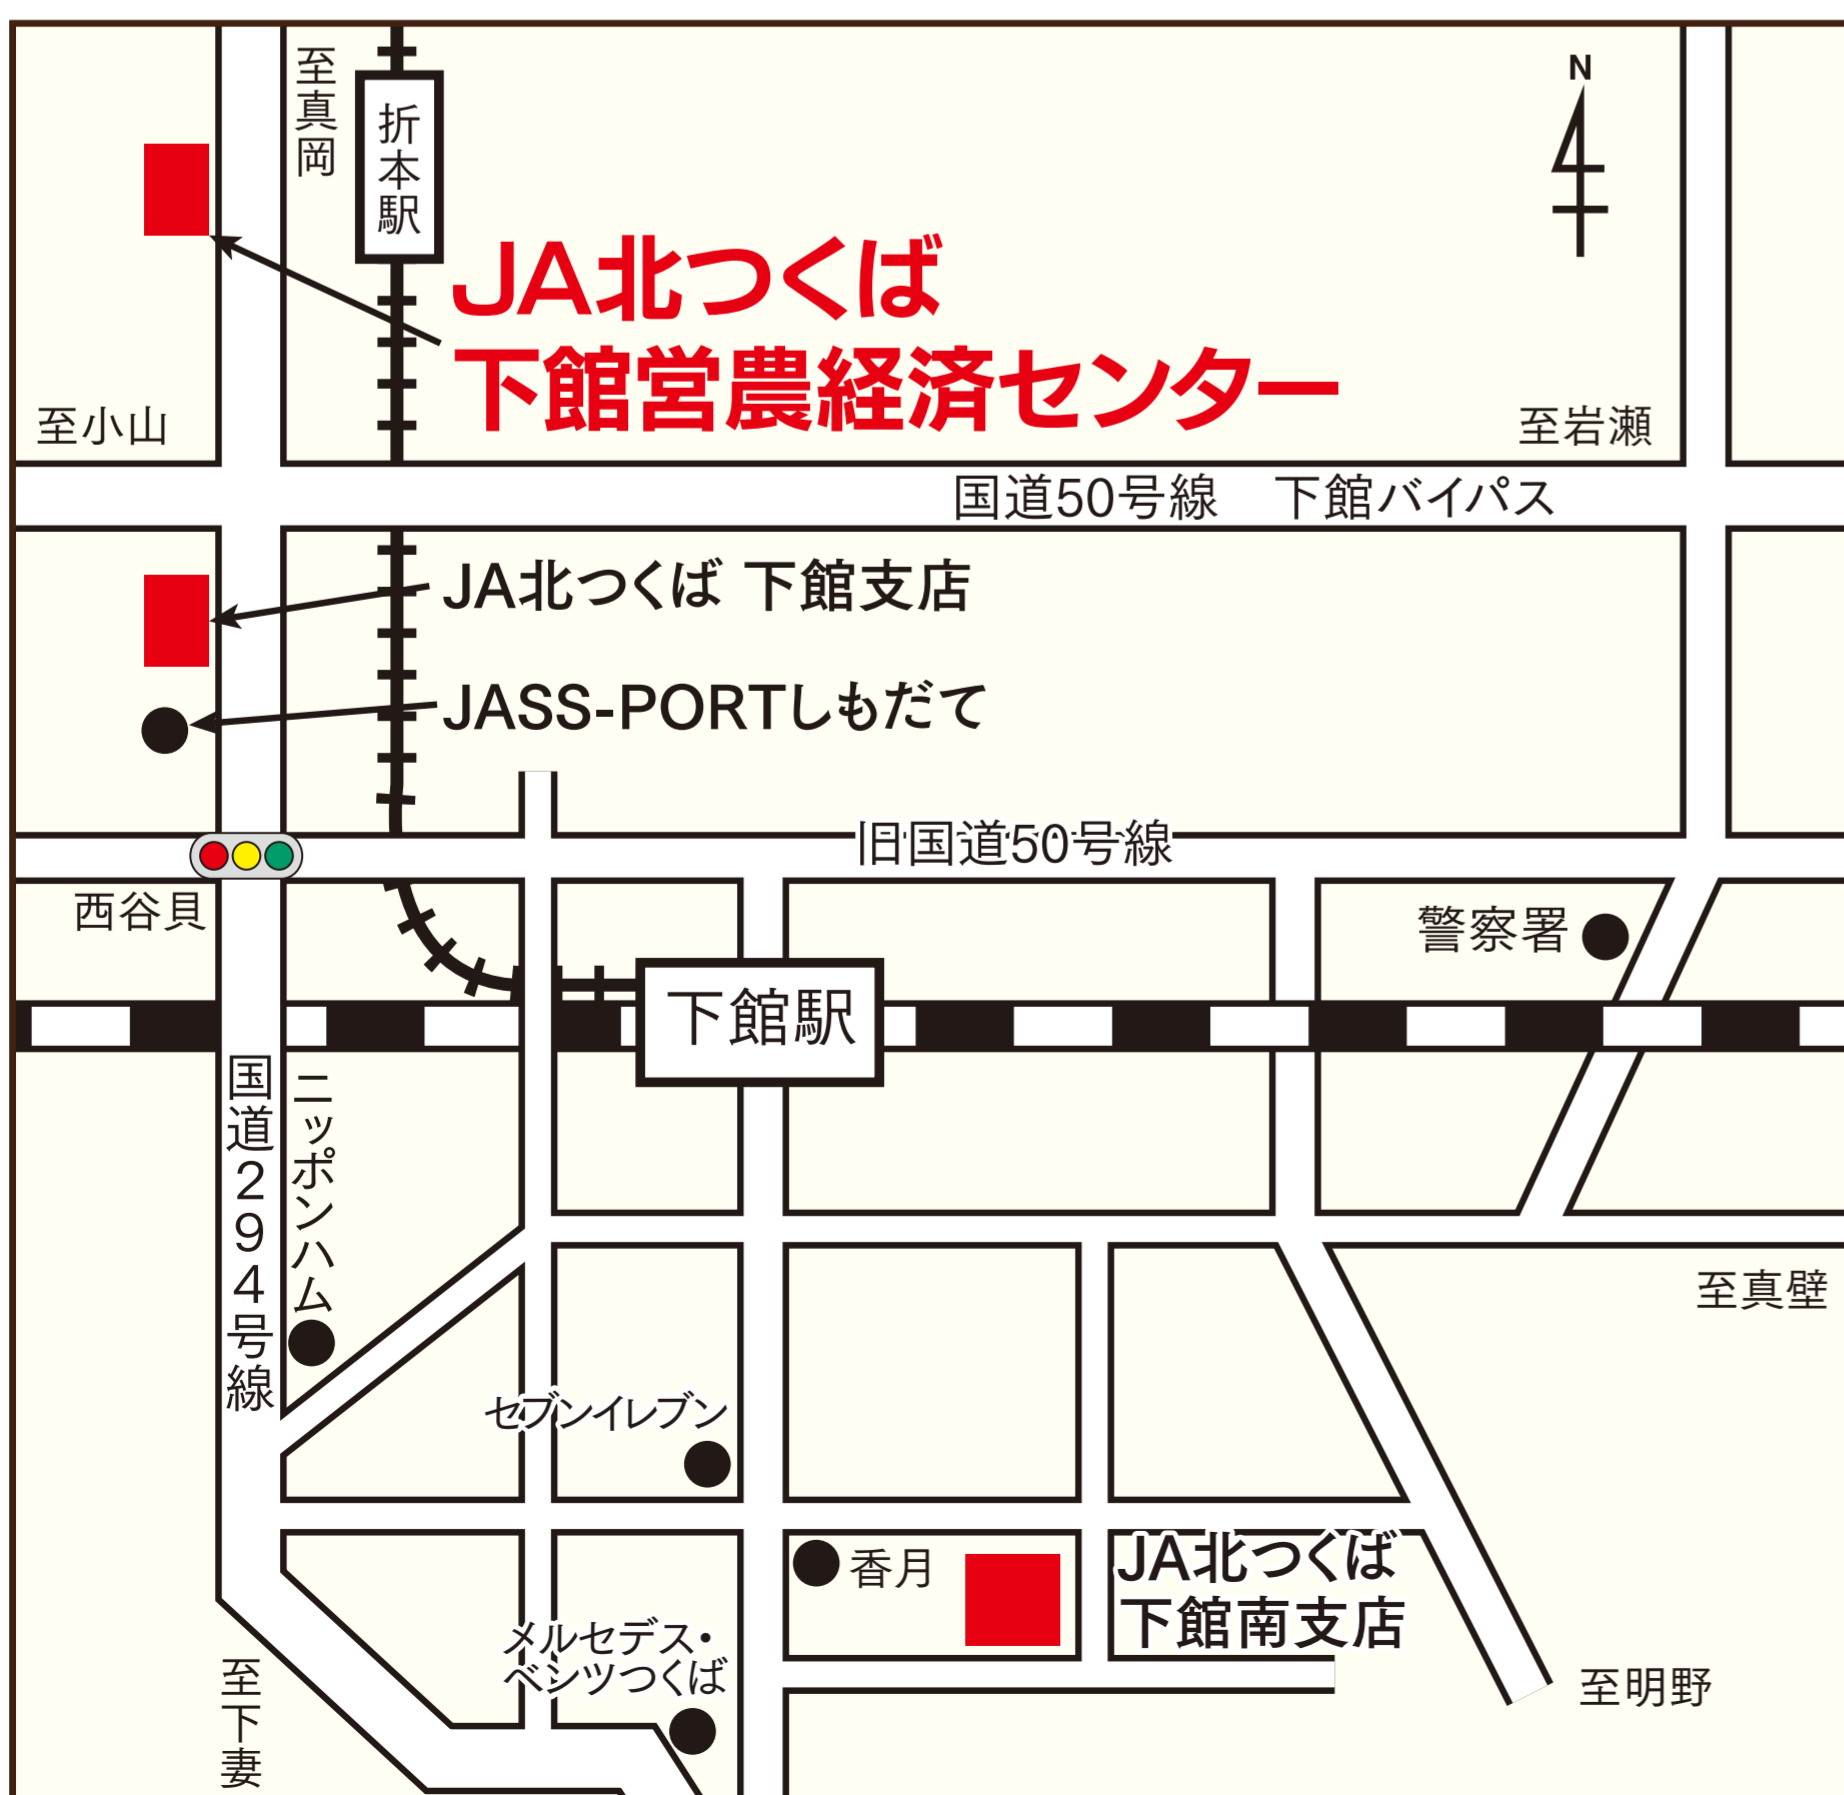 至真岡
折本駅
N
JA北つくば
下館営農経済センター
至小山
至岩瀬
国道50号線　下館バイパス
JA北つくば 下館支店
JASS-PORTしもだて
旧国道50号線
西谷貝
警察署
下館駅
国道294号線
ニッポンハム
至真壁
セブンイレブン
香月
JA北つくば
下館南支店
メルセデス・
ベンツつくば
至下妻
至明野